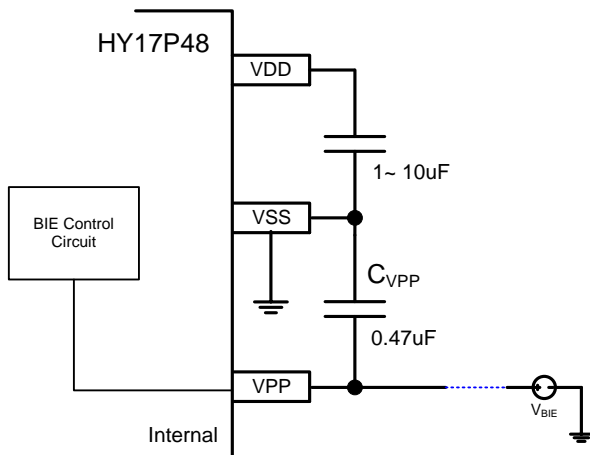 HY17P48
VDD
1~ 10uF
BIE Control
Circuit
VSS
CVPP
0.47uF
VPP
VBIE
Internal